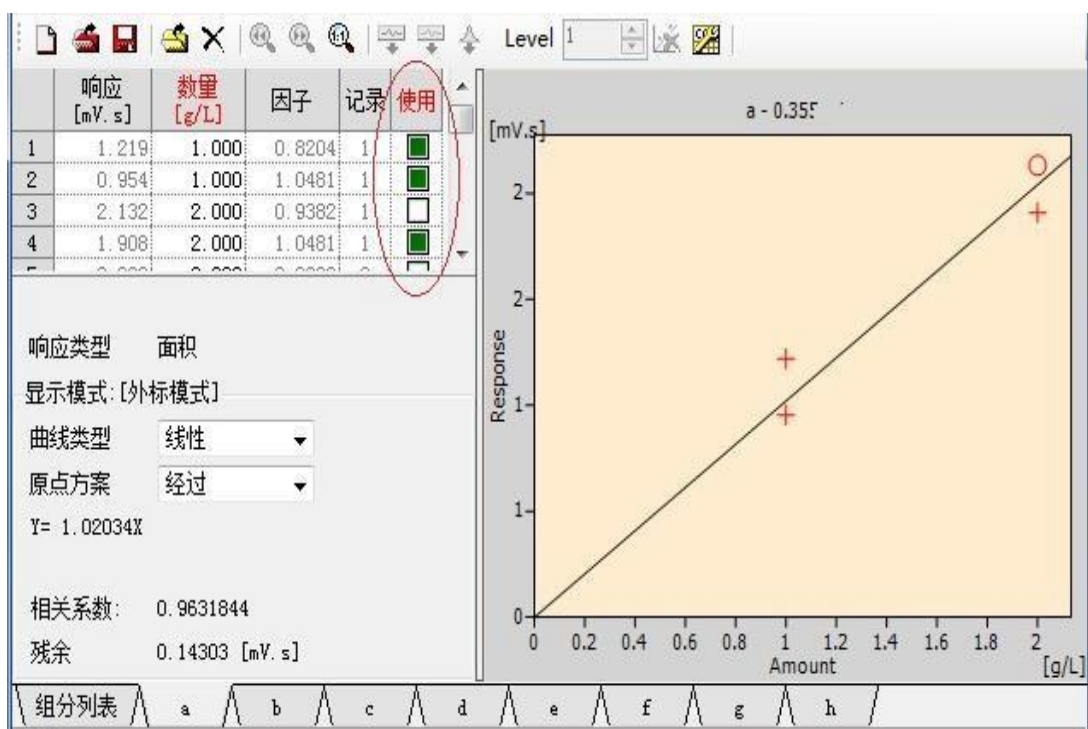 Level 1
响应 数量 因子 记录 使用
[mV.s] [g/L]
1 1.219 1.000 0.8204 1
2 0.954 1.000 1.0481 1
3 2.132 2.000 0.9382 1
4 1.908 2.000 1.0481 1
响应类型 面积
显示模式:[外标模式]
曲线类型 线性
原点方案 经过
Y= 1.02034X
相关系数: 0.9631844
残余 0.14303 [mV.s]
a - 0.355
[mV.s]
2
2
Response
1
1
0
0 0.2 0.4 0.6 0.8 1 1.2 1.4 1.6 1.8 2
Amount [g/L]
组分列表 a b c d e f g h